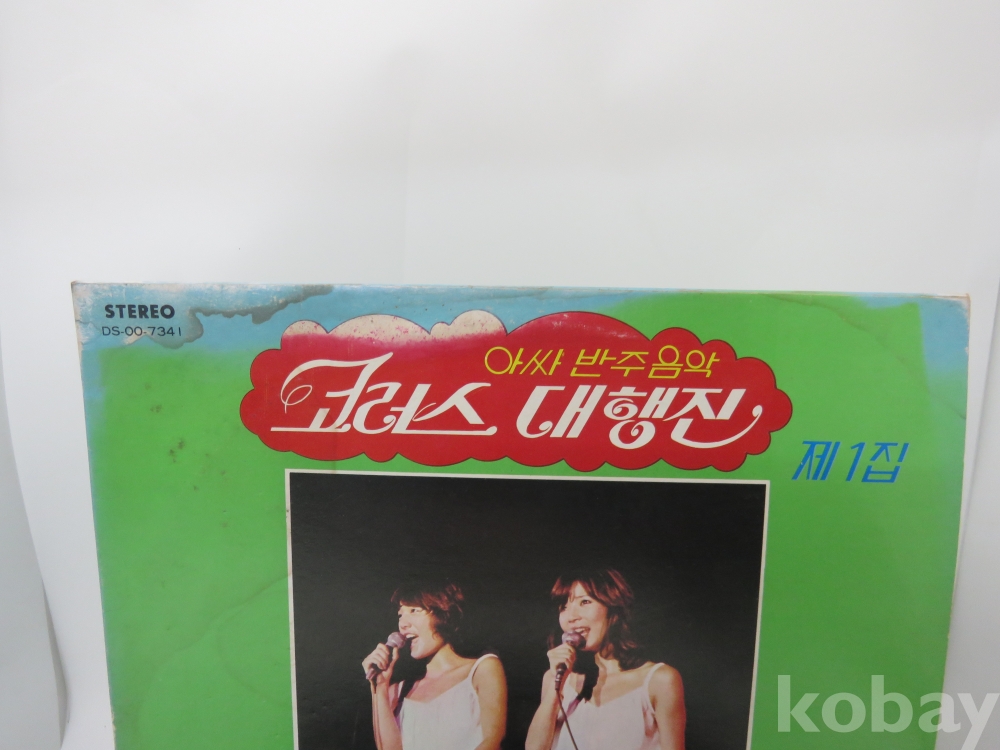 STEREO
DS-00-7341
아싸 반주음악
코러스 대행진
제1집
kobay